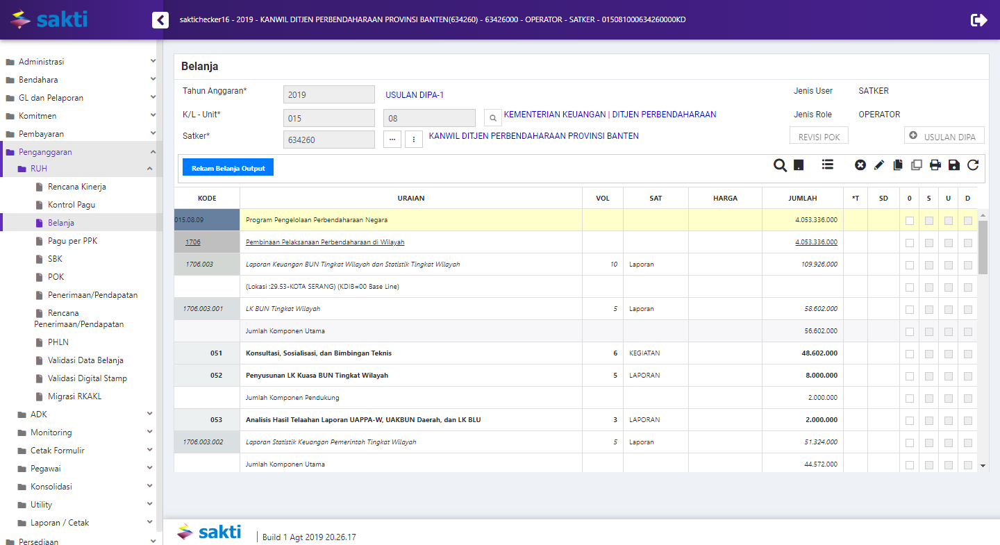 sakti
saktichecker16 - 2019 - KANWIL DITJEN PERBENDAHARAAN PROVINSI BANTEN(634260) - 63426000 - OPERATOR - SATKER - 015081000634260000KD
Administrasi
Bendahara
GL dan Pelaporan
Komitmen
Pembayaran
Penganggaran
RUH
Rencana Kinerja
Kontrol Pagu
Belanja
Pagu per PPK
SBK
POK
Penerimaan/Pendapatan
Rencana
Penerimaan/Pendapatan
PHLN
Validasi Data Belanja
Validasi Digital Stamp
Migrasi RKAKL
ADK
Monitoring
Cetak Formulir
Pegawai
Konsolidasi
Utility
Laporan / Cetak
Persediaan
Belanja
Tahun Anggaran* 2019 USULAN DIPA-1 Jenis User SATKER
K/L - Unit* 015 08 KEMENTERIAN KEUANGAN | DITJEN PERBENDAHARAAN Jenis Role OPERATOR
Satker* 634260 KANWIL DITJEN PERBENDAHARAAN PROVINSI BANTEN REVISI POK USULAN DIPA
Rekam Belanja Output
KODE URAIAN VOL SAT HARGA JUMLAH *T SD 0 S U D
015.08.09 Program Pengelolaan Perbendaharaan Negara 4.053.336.000
1706 Pembinaan Pelaksanaan Perbendaharaan di Wilayah 4.053.336.000
1706.003 Laporan Keuangan BUN Tingkat Wilayah dan Statistik Tingkat Wilayah 10 Laporan 109.926.000
(Lokasi :29.53-KOTA SERANG) (KDIB=00 Base Line)
1706.003.001 LK BUN Tingkat Wilayah 5 Laporan 58.602.000
Jumlah Komponen Utama 56.602.000
051 Konsultasi, Sosialisasi, dan Bimbingan Teknis 6 KEGIATAN 48.602.000
052 Penyusunan LK Kuasa BUN Tingkat Wilayah 5 LAPORAN 8.000.000
Jumlah Komponen Pendukung 2.000.000
053 Analisis Hasil Telaahan Laporan UAPPA-W, UAKBUN Daerah, dan LK BLU 3 LAPORAN 2.000.000
1706.003.002 Laporan Statistik Keuangan Pemerintah Tingkat Wilayah 5 Laporan 51.324.000
Jumlah Komponen Utama 44.572.000
sakti | Build 1 Agt 2019 20.26.17